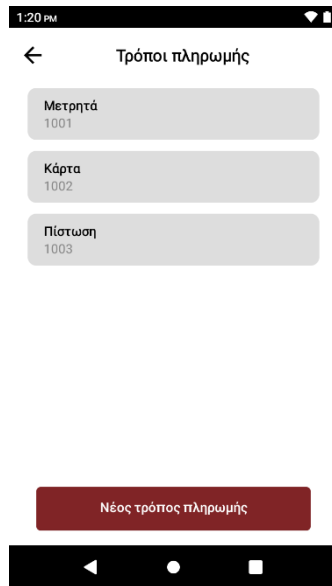 1:20 PM
Τρόποι πληρωμής
Μετρητά
1001
Κάρτα
1002
Πίστωση
1003
Νέος τρόπος πληρωμής